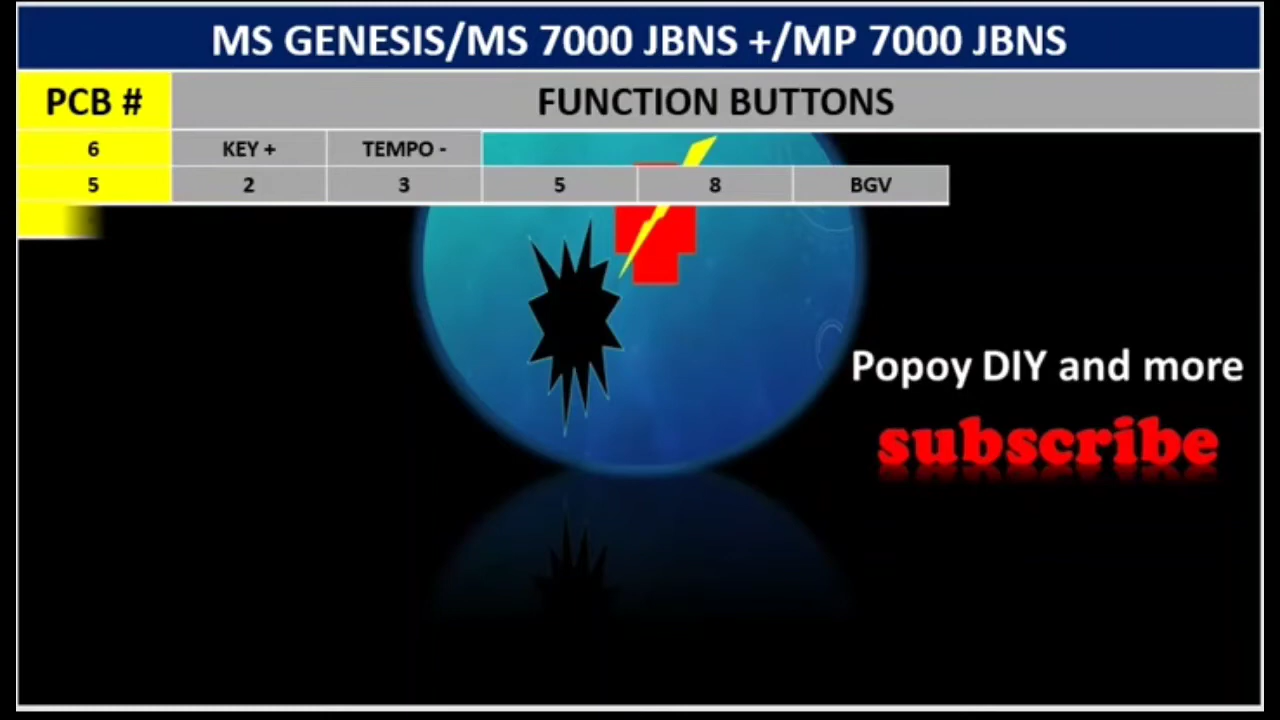 MS GENESIS/MS 7000 JBNS +/MP 7000 JBNS
PCB # FUNCTION BUTTONS
6 KEY + TEMPO -
5 2 3 5 8 BGV
Popoy DIY and more
subscribe